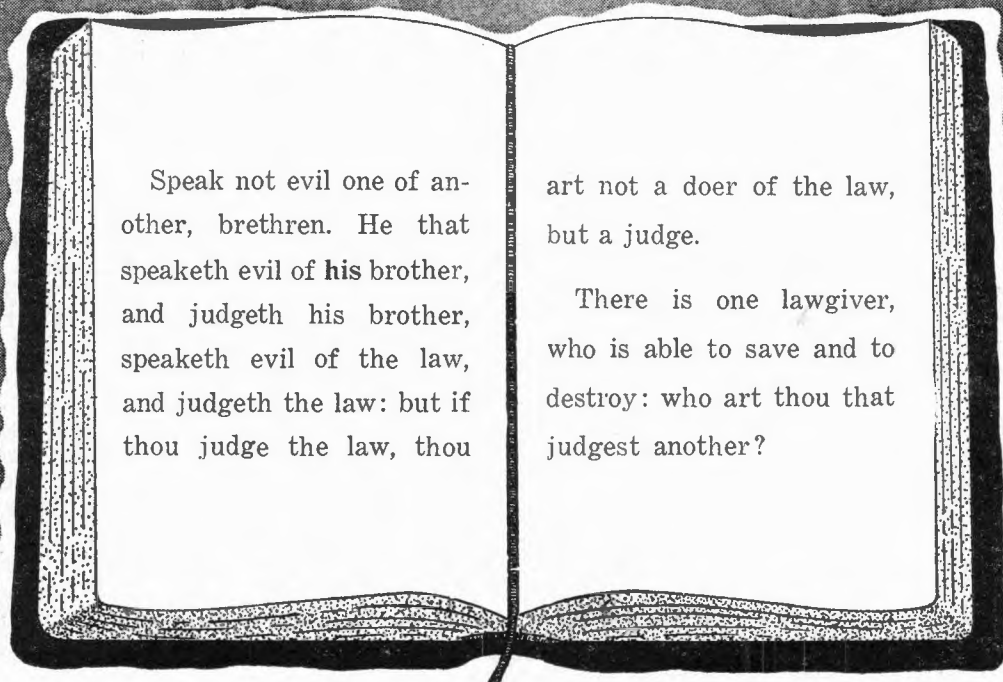 Speak not evil one of an-
other, brethren. He that
speaketh evil of his brother,
and judgeth his brother,
speaketh evil of the law,
and judgeth the law: but if
thou judge the law, thou
art not a doer of the law,
but a judge.
There is one lawgiver,
who is able to save and to
destroy: who art thou that
judgest another?